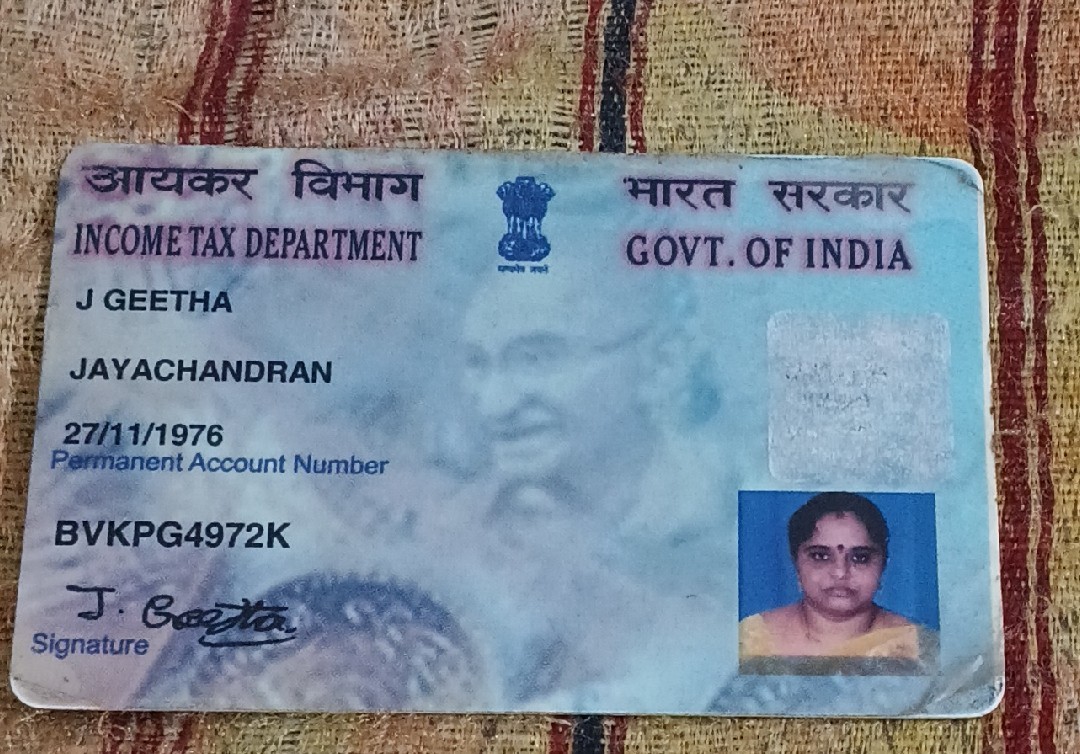 आयकर विभाग
INCOME TAX DEPARTMENT
भारत सरकार
GOVT. OF INDIA
J GEETHA
JAYACHANDRAN
27/11/1976
Permanent Account Number
BVKPG4972K
J. Geetha
Signature